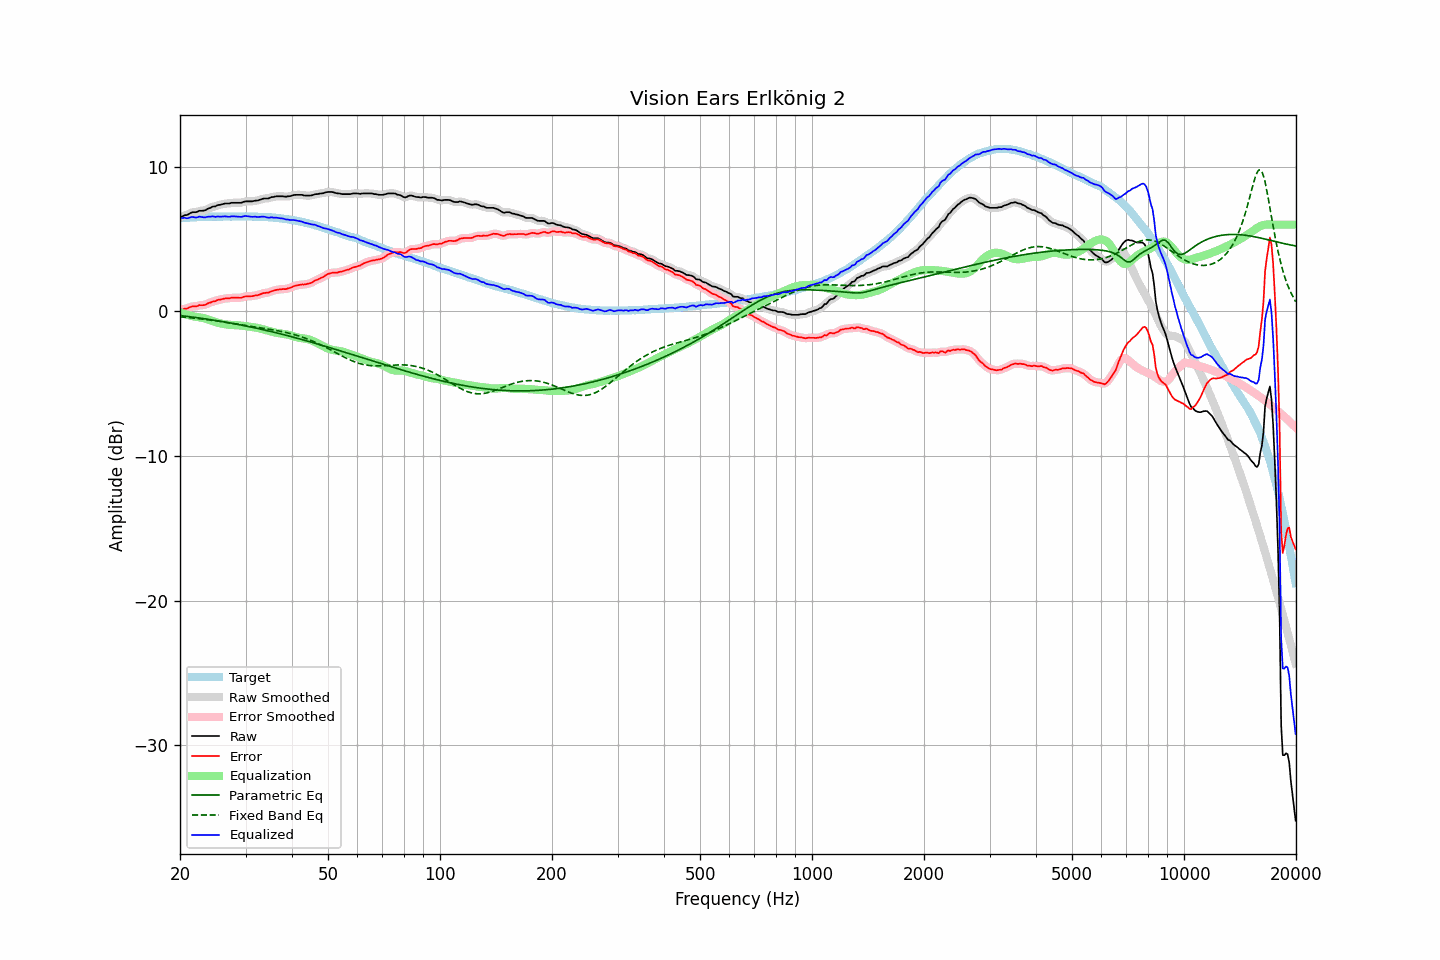 Vision Ears Erlkönig 2
Amplitude (dBr)
10
0
−10
−20
−30
Target
Raw Smoothed
Error Smoothed
Raw
Error
Equalization
Parametric Eq
Fixed Band Eq
Equalized
20 50 100 200 500 1000 2000 5000 10000 20000
Frequency (Hz)